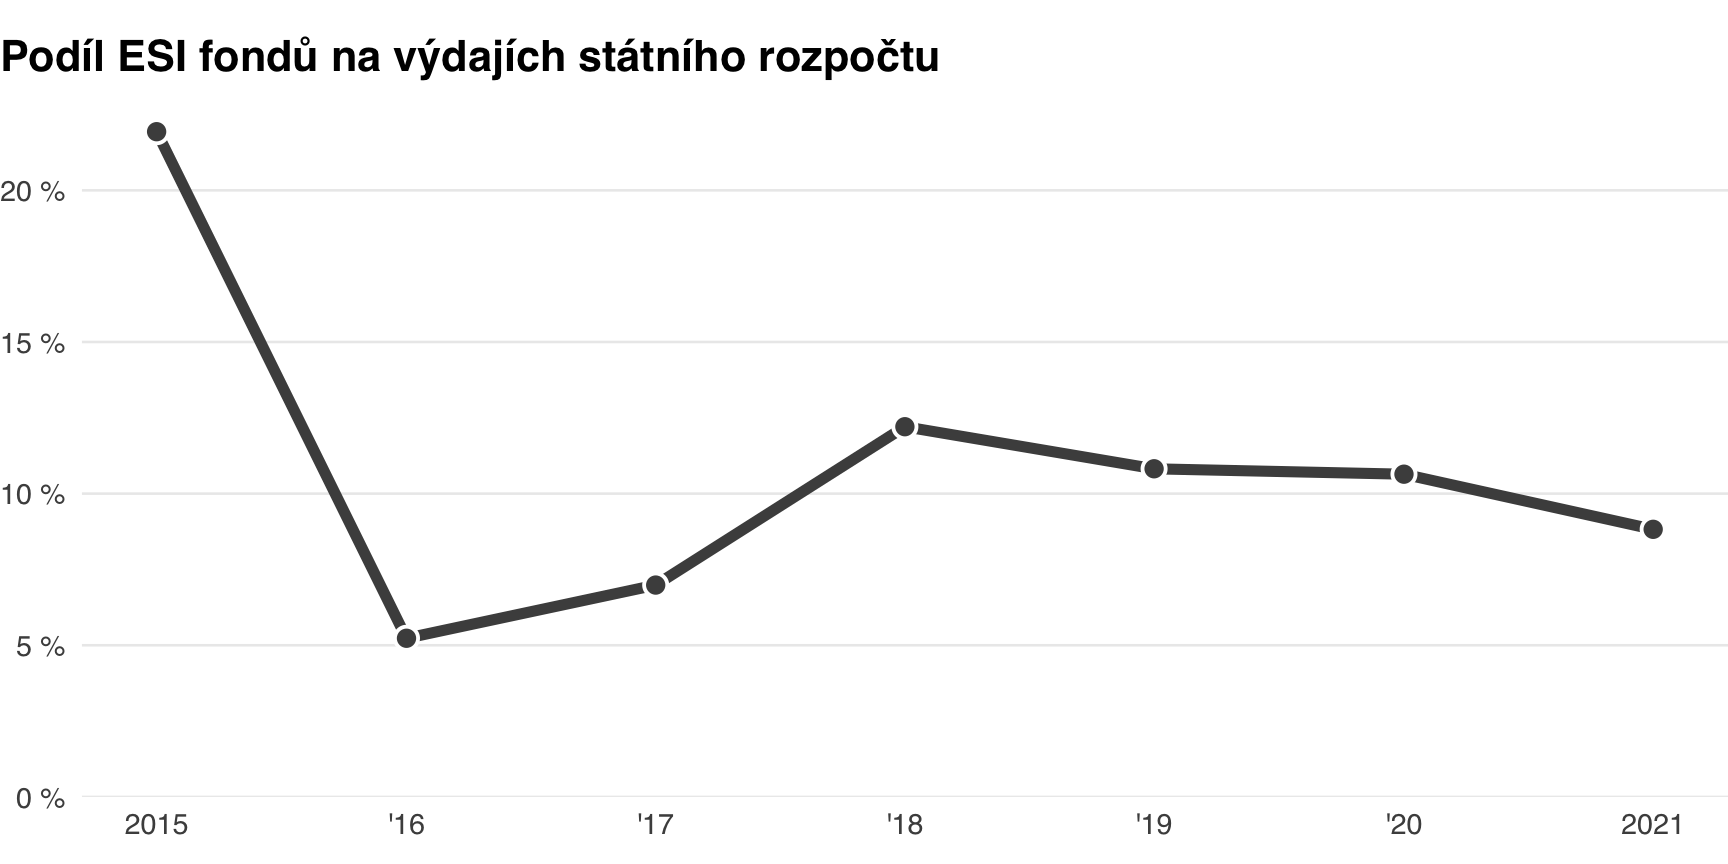 Podíl ESI fondů na výdajích státního rozpočtu
20 %
15 %
10 %
5 %
0 %
2015 '16 '17 '18 '19 '20 2021